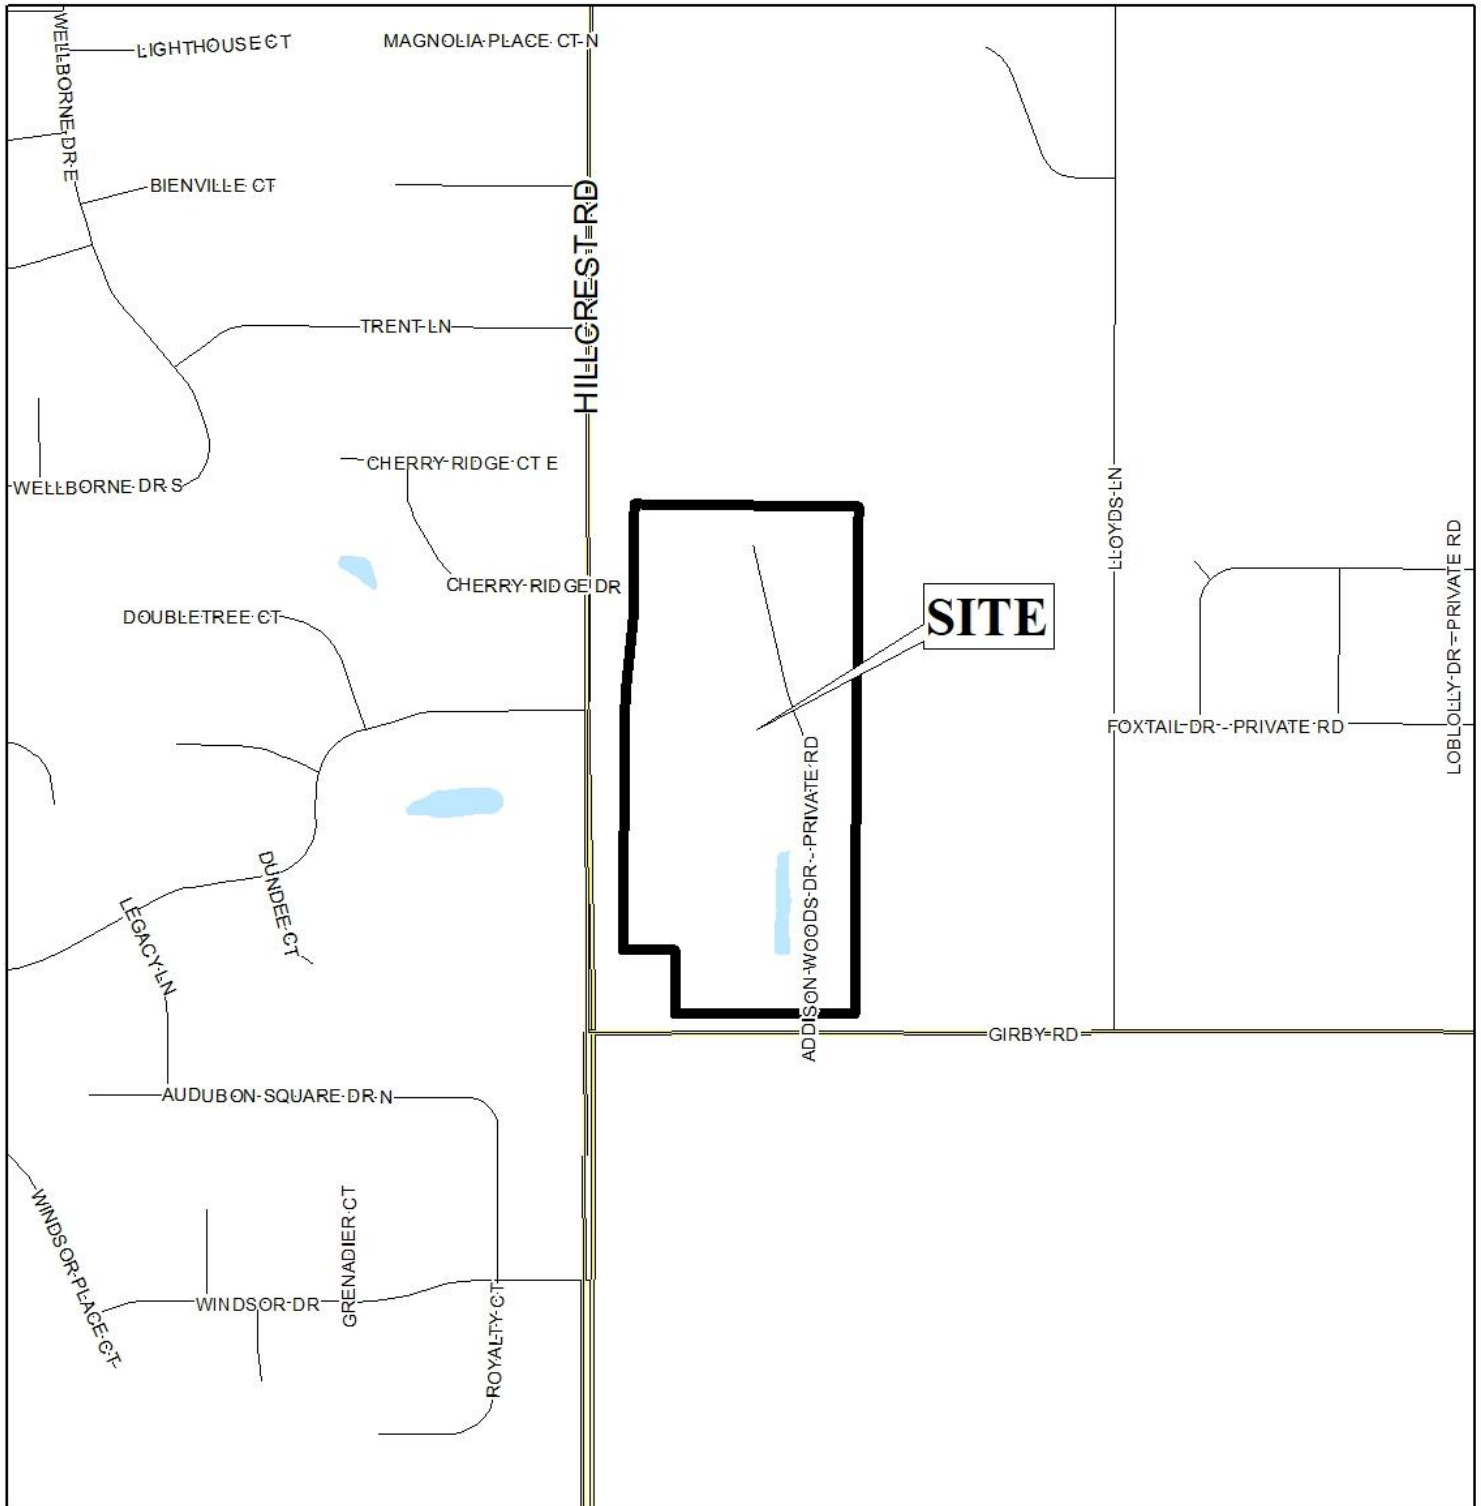 LIGHTHOUSE CT
MAGNOLIA PLACE CT N
WELLBORNE DR E
BIENVILLE CT
HILLCREST RD
TRENT LN
CHERRY RIDGE CT E
WELLBORNE DR S
LLOYDS LN
CHERRY RIDGE DR
SITE
DOUBLETREE CT
LOBLOLLY DR - PRIVATE RD
FOXTAIL DR - PRIVATE RD
ADDISON WOODS DR - PRIVATE RD
DUNDEE CT
LEGACY LN
GIRBY RD
AUDUBON SQUARE DR N
WINDSOR PLACE CT
GRENADIER CT
WINDSOR DR
ROYALTY CT